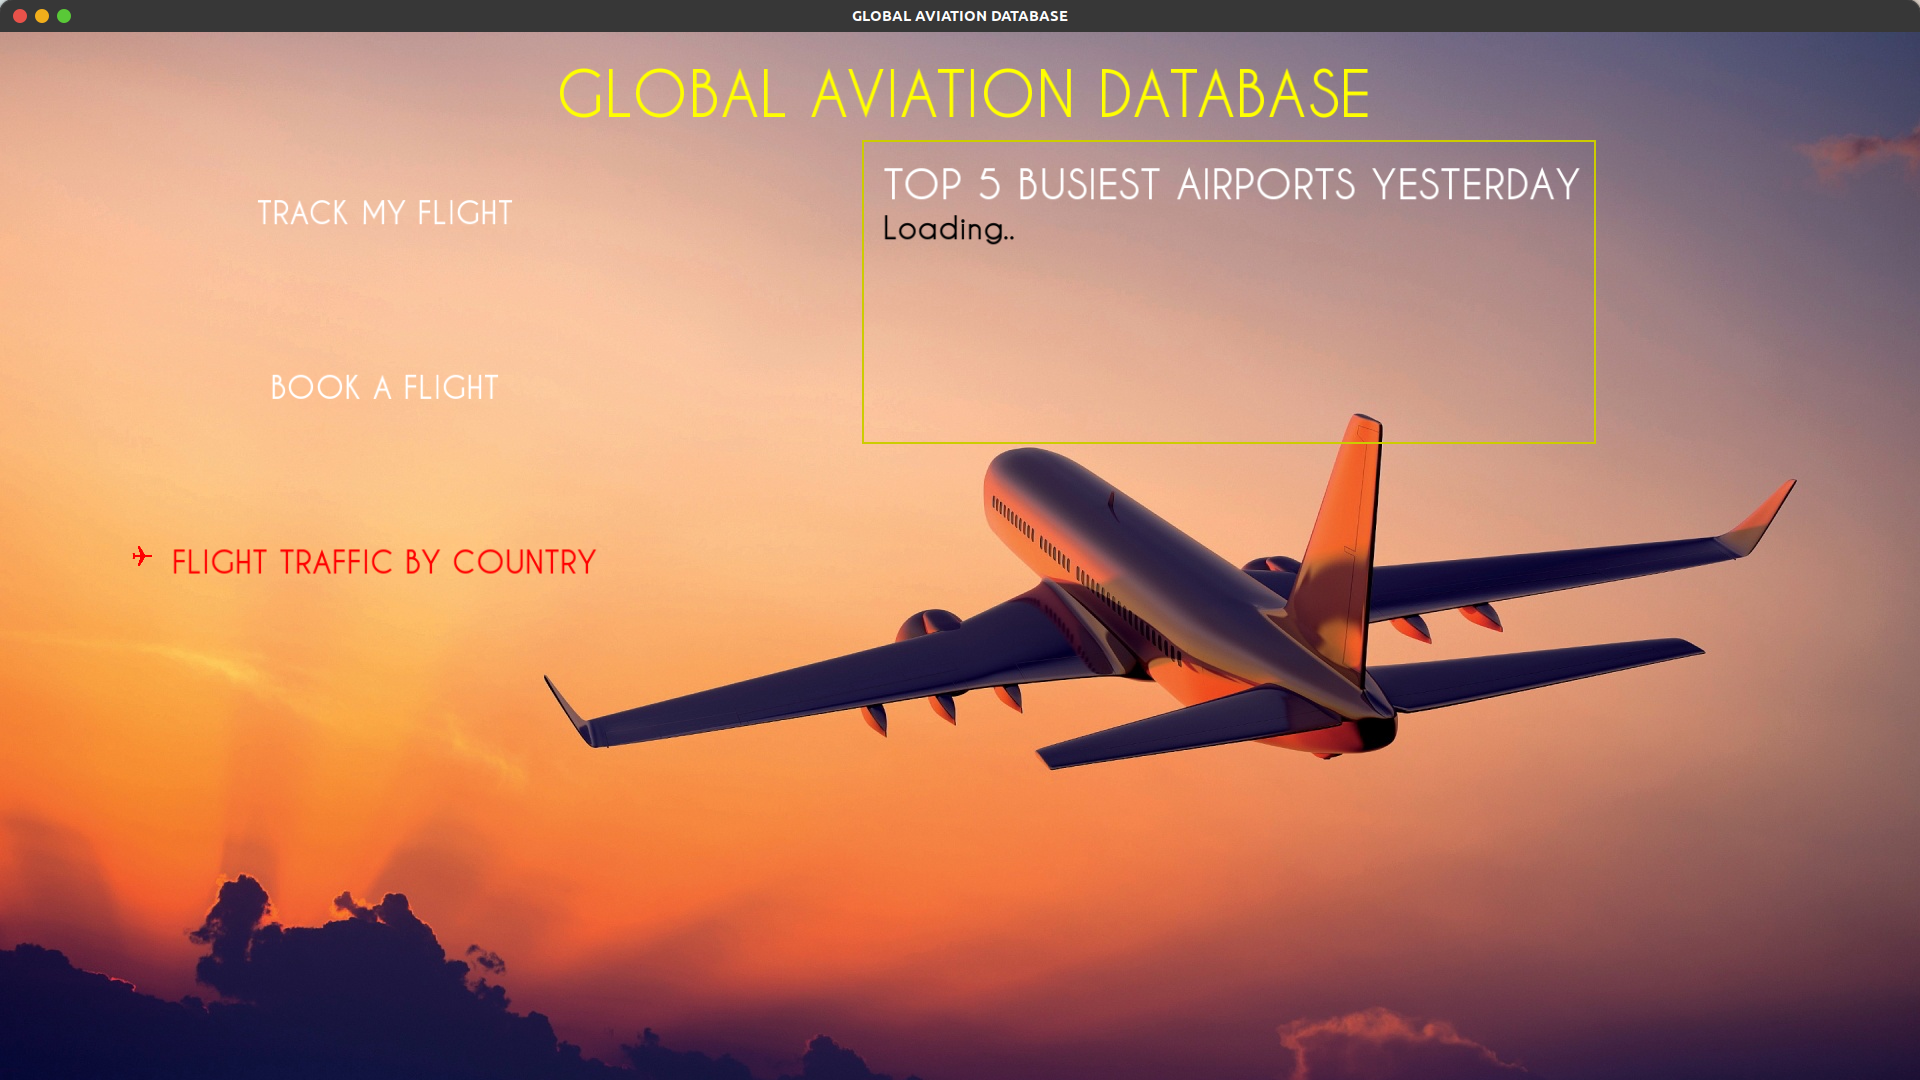 GLOBAL AVIATION DATABASE
GLOBAL AVIATION DATABASE
TRACK MY FLIGHT
BOOK A FLIGHT
FLIGHT TRAFFIC BY COUNTRY
TOP 5 BUSIEST AIRPORTS YESTERDAY
Loading..